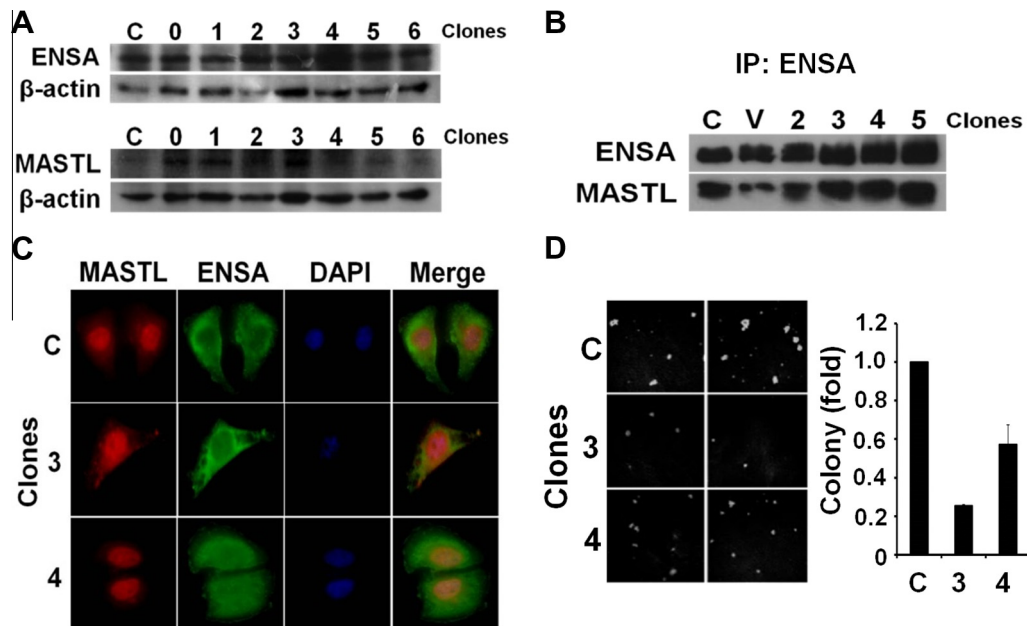 A
C 0 1 2 3 4 5 6 Clones
ENSA
β-actin
C 0 1 2 3 4 5 6 Clones
MASTL
β-actin
B
IP: ENSA
C V 2 3 4 5 Clones
ENSA
MASTL
C
MASTL ENSA DAPI Merge
C
3
4
Clones
D
C
3
4
Clones
Colony (fold)
1.2
1.0
0.8
0.6
0.4
0.2
0
C 3 4